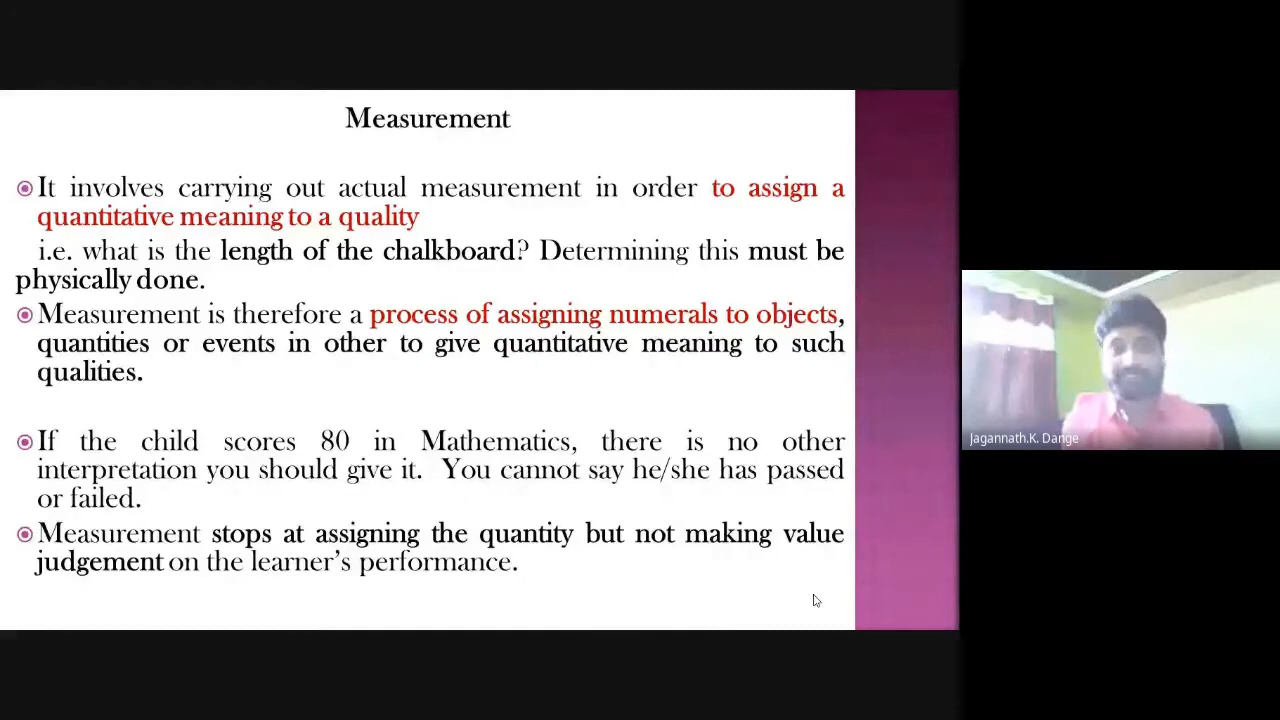 Measurement
It involves carrying out actual measurement in order to assign a
quantitative meaning to a quality
i.e. what is the length of the chalkboard? Determining this must be
physically done.
Measurement is therefore a process of assigning numerals to objects,
quantities or events in other to give quantitative meaning to such
qualities.
If the child scores 80 in Mathematics, there is no other
interpretation you should give it. You cannot say he/she has passed
or failed.
Measurement stops at assigning the quantity but not making value
judgement on the learner's performance.
Jagannath.K. Dange